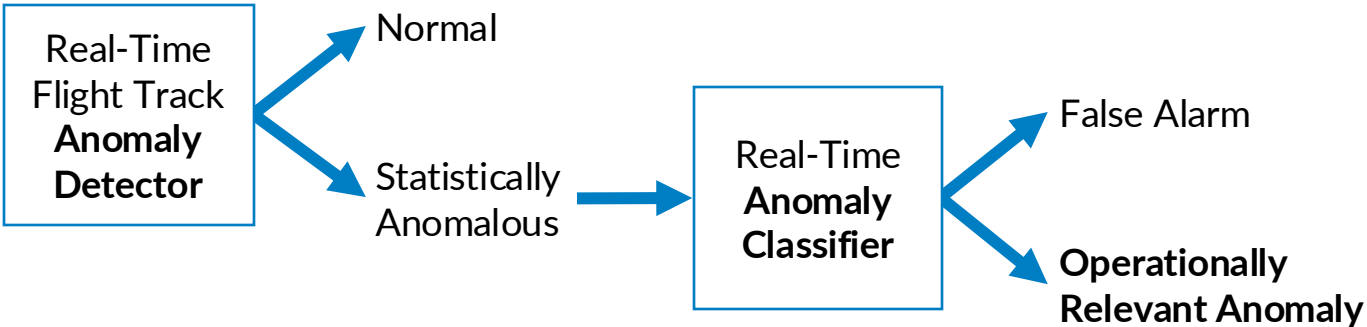 Real-Time
Flight Track
Anomaly
Detector
Normal
Statistically
Anomalous
Real-Time
Anomaly
Classifier
False Alarm
Operationally
Relevant Anomaly